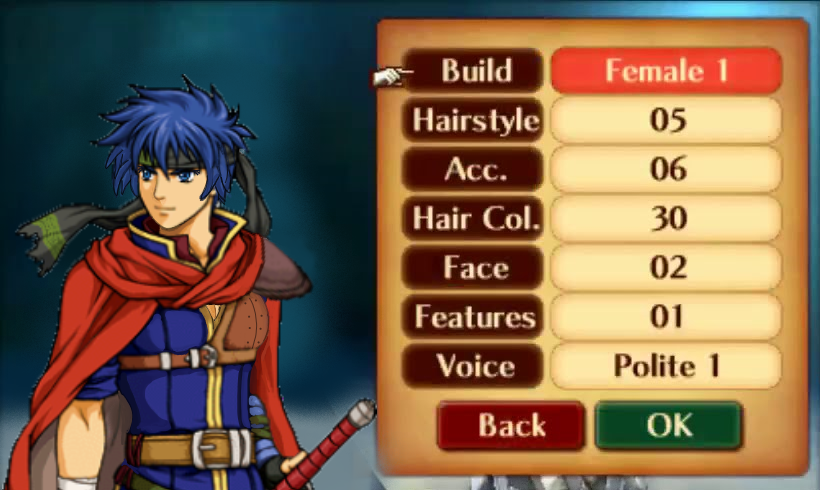 Build Female 1
Hairstyle 05
Acc. 06
Hair Col. 30
Face 02
Features 01
Voice Polite 1
Back OK